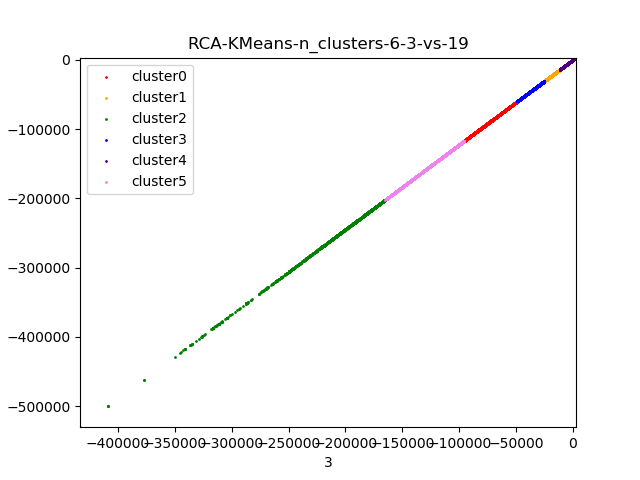 RCA-KMeans-n_clusters-6-3-vs-19
cluster0
cluster1
cluster2
cluster3
cluster4
cluster5
0
−100000
−200000
−300000
−400000
−500000
−400000 −350000 −300000 −250000 −200000 −150000 −100000 −50000 0
3